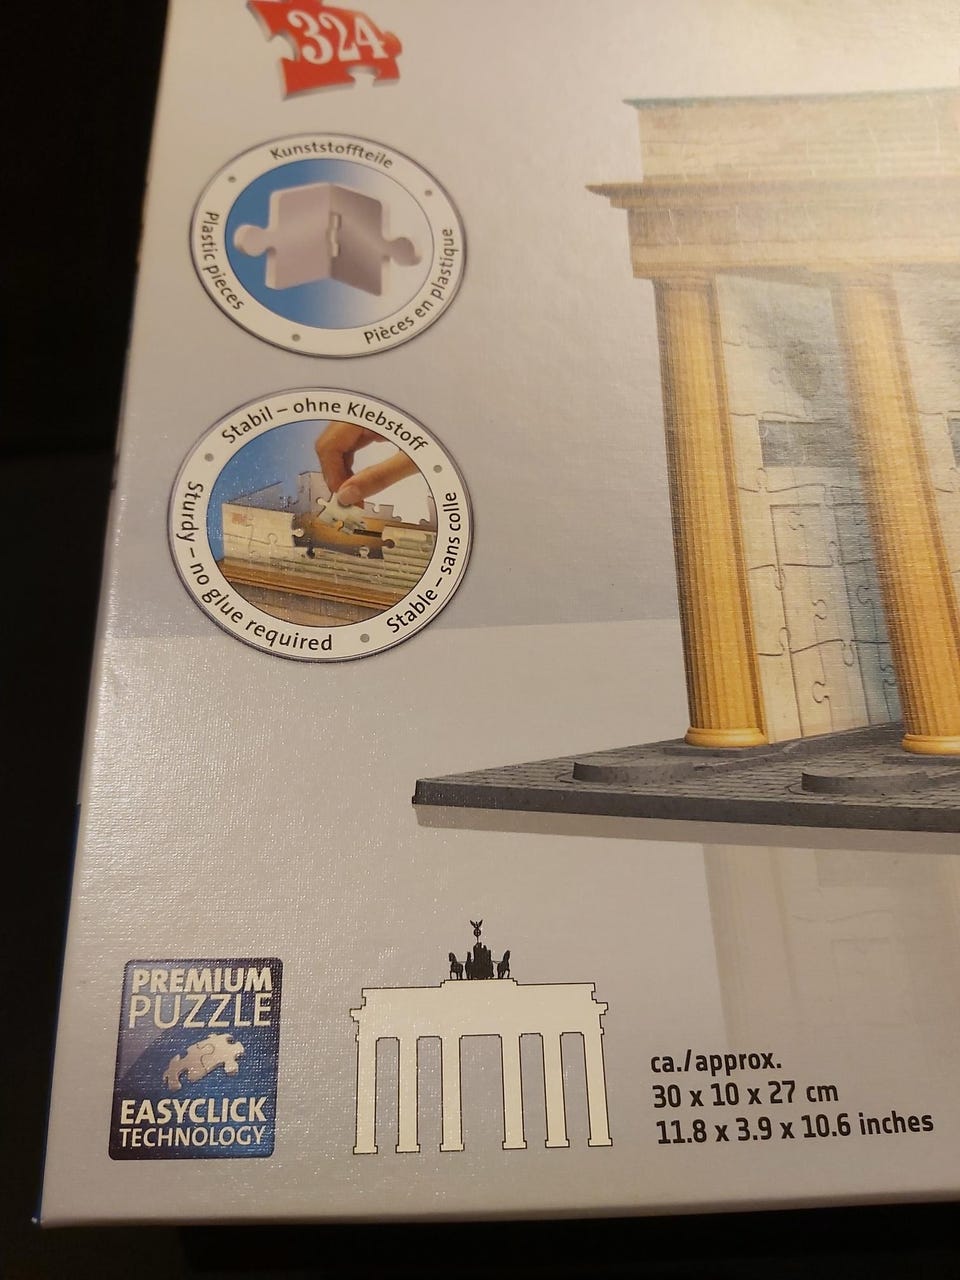 324
Kunststoffteile
Plastic pieces
Pièces en plastique
Stabil – ohne Klebstoff
Sturdy – no glue required
Stable – sans colle
PREMIUM
PUZZLE
EASYCLICK
TECHNOLOGY
ca./approx.
30 x 10 x 27 cm
11.8 x 3.9 x 10.6 inches